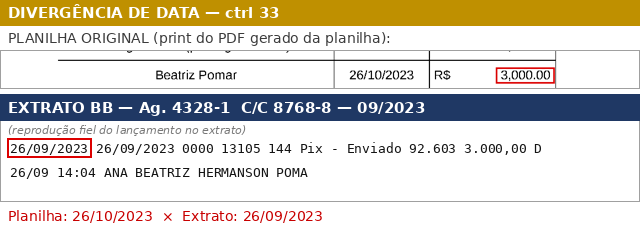 DIVERGÊNCIA DE DATA — ctrl 33
PLANILHA ORIGINAL (print do PDF gerado da planilha):
Beatriz Pomar 26/10/2023 R$ 3,000.00
EXTRATO BB — Ag. 4328-1 C/C 8768-8 — 09/2023
(reprodução fiel do lançamento no extrato)
26/09/2023 26/09/2023 0000 13105 144 Pix - Enviado 92.603 3.000,00 D
26/09 14:04 ANA BEATRIZ HERMANSON POMA
Planilha: 26/10/2023 × Extrato: 26/09/2023